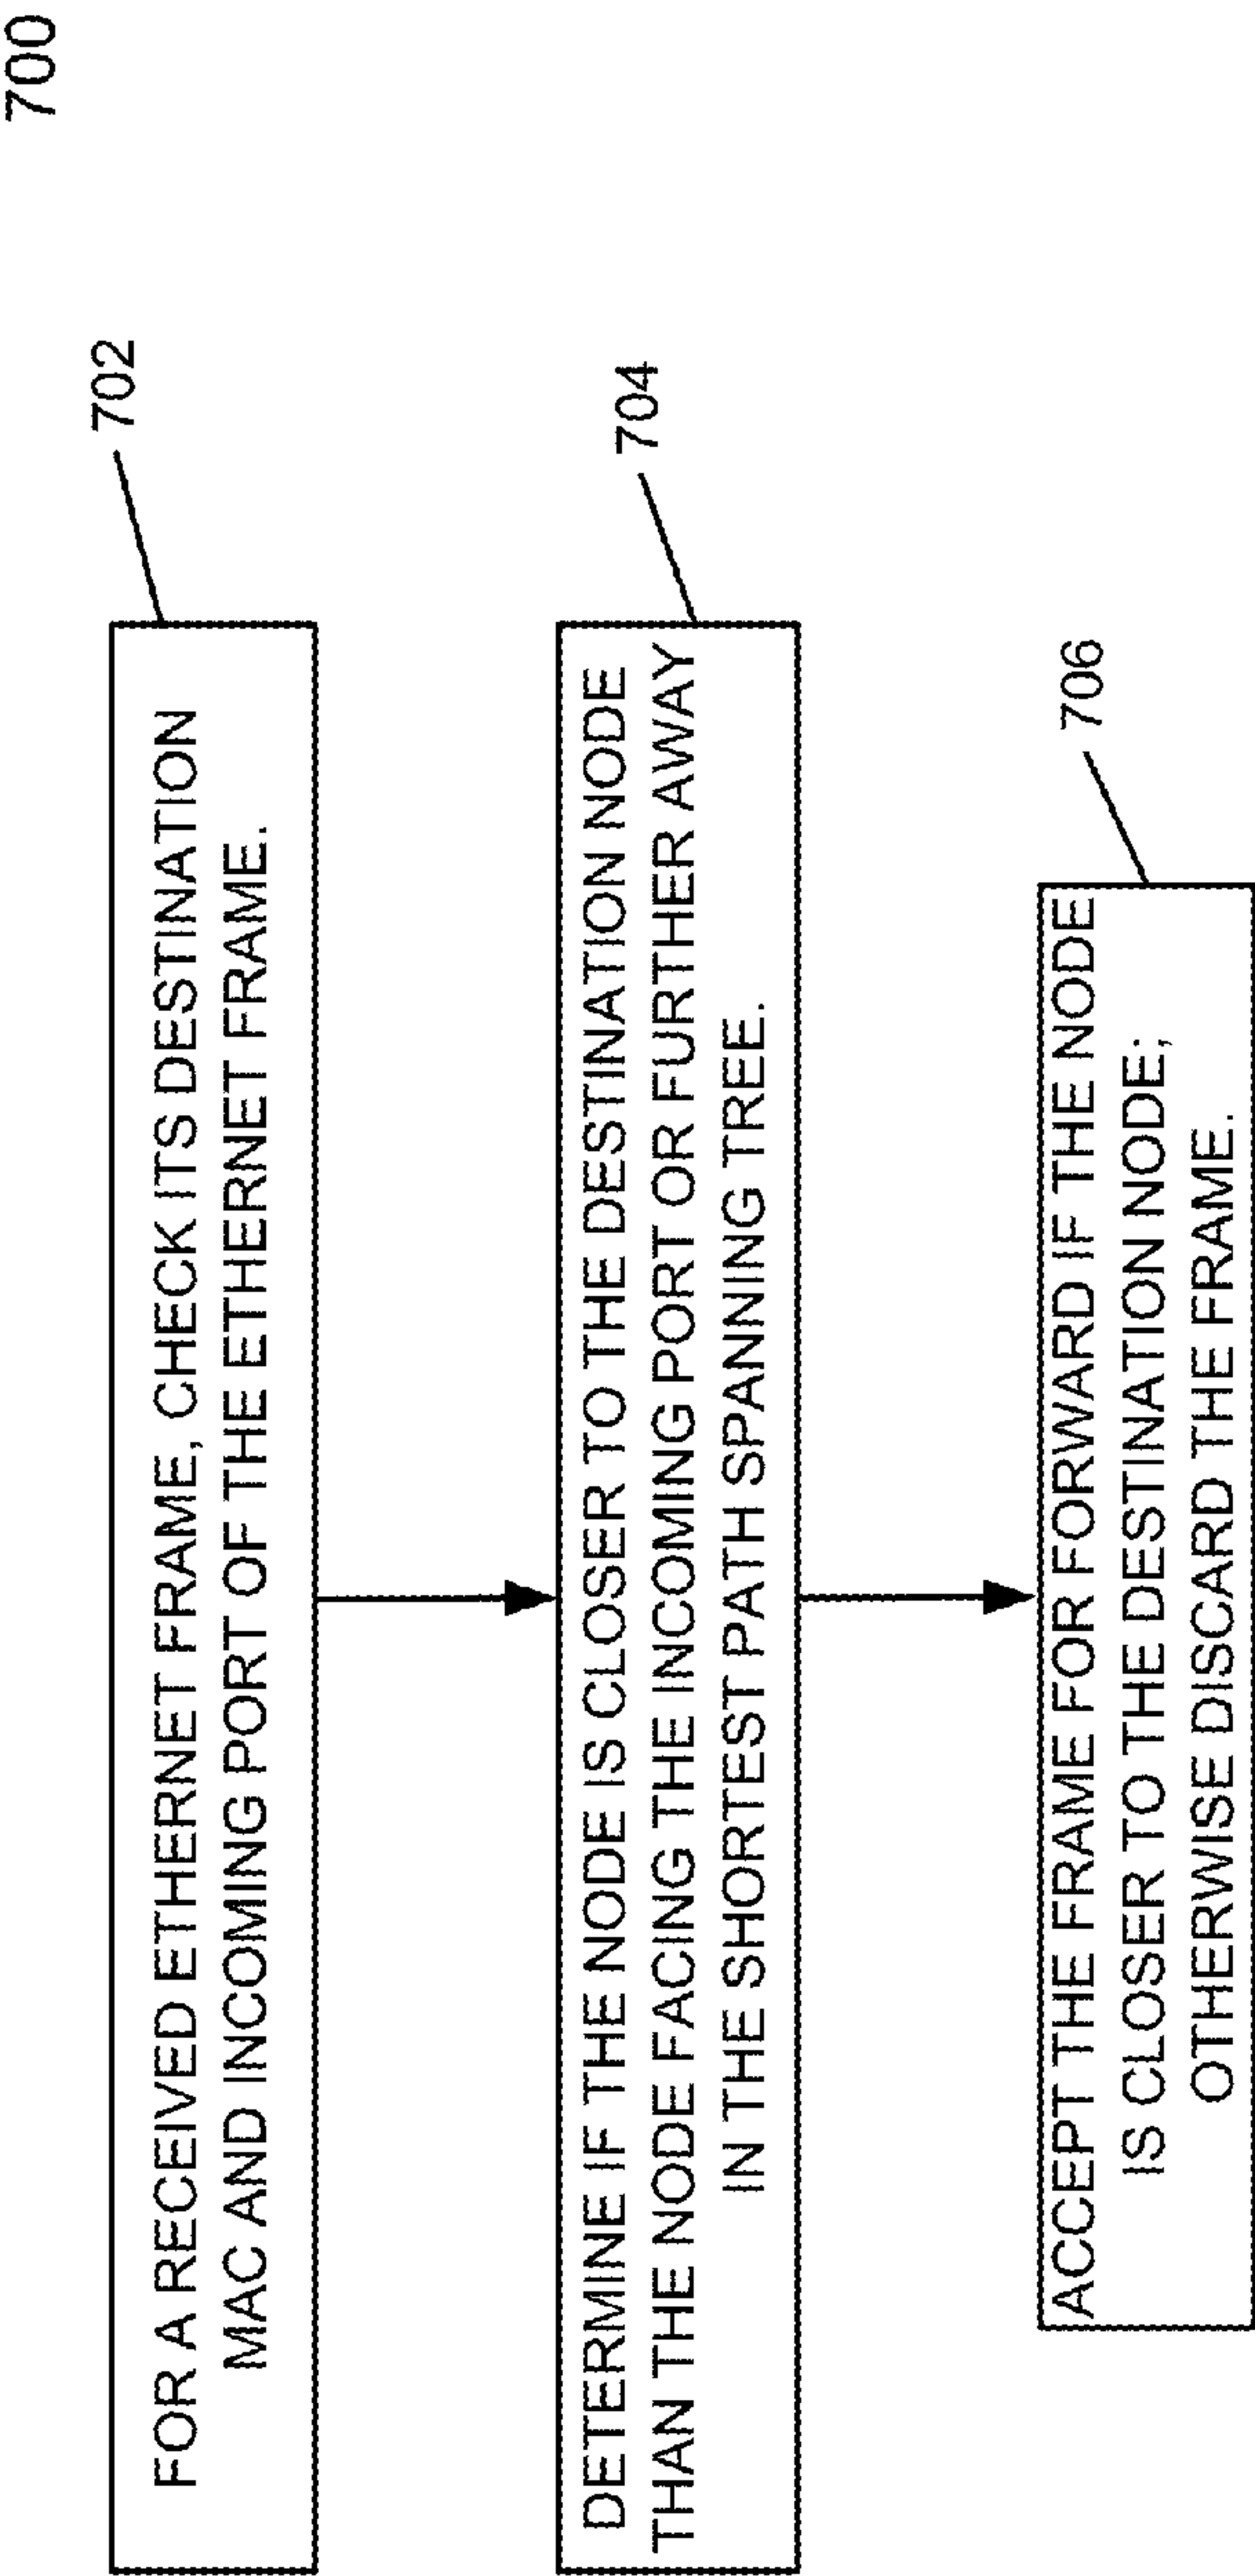 700
702
FOR A RECEIVED ETHERNET FRAME, CHECK ITS DESTINATION
MAC AND INCOMING PORT OF THE ETHERNET FRAME.
704
DETERMINE IF THE NODE IS CLOSER TO THE DESTINATION NODE
THAN THE NODE FACING THE INCOMING PORT OR FURTHER AWAY
IN THE SHORTEST PATH SPANNING TREE.
706
ACCEPT THE FRAME FOR FORWARD IF THE NODE
IS CLOSER TO THE DESTINATION NODE;
OTHERWISE DISCARD THE FRAME.